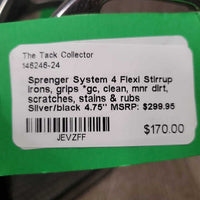 The Tack Collector
146246-24
Sprenger System 4 Flexi Stirrup
irons, grips *gc, clean, mnr dirt,
scratches, stains & rubs
Silver/black 4.75" MSRP: $299.95
JEVZFF
$170.00